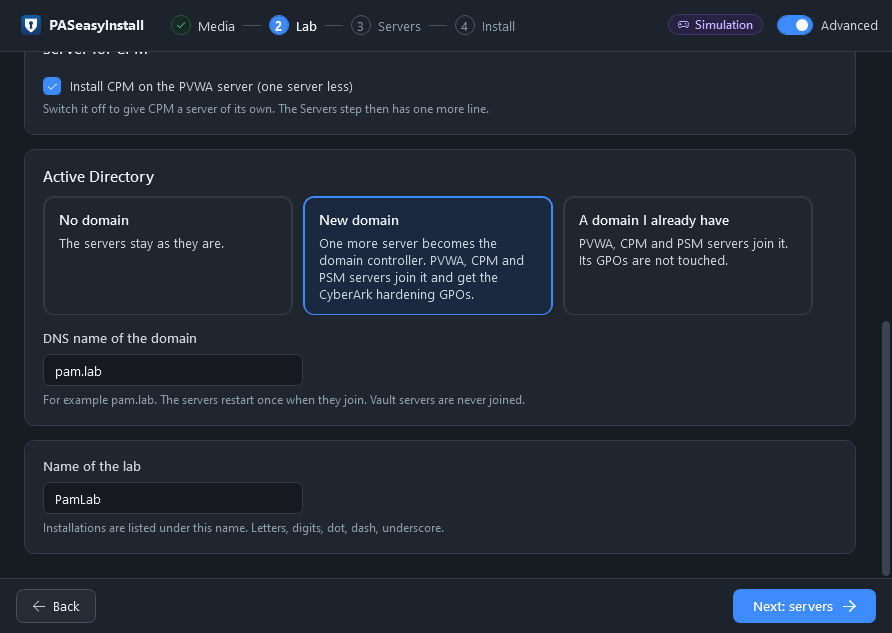 PASeasyInstall
Media
2 Lab
3 Servers
4 Install
Simulation
Advanced
Server for CPM
Install CPM on the PVWA server (one server less)
Switch it off to give CPM a server of its own. The Servers step then has one more line.
Active Directory
No domain
The servers stay as they are.
New domain
One more server becomes the
domain controller. PVWA, CPM and
PSM servers join it and get the
CyberArk hardening GPOs.
A domain I already have
PVWA, CPM and PSM servers join it.
Its GPOs are not touched.
DNS name of the domain
pam.lab
For example pam.lab. The servers restart once when they join. Vault servers are never joined.
Name of the lab
PamLab
Installations are listed under this name. Letters, digits, dot, dash, underscore.
Back
Next: servers